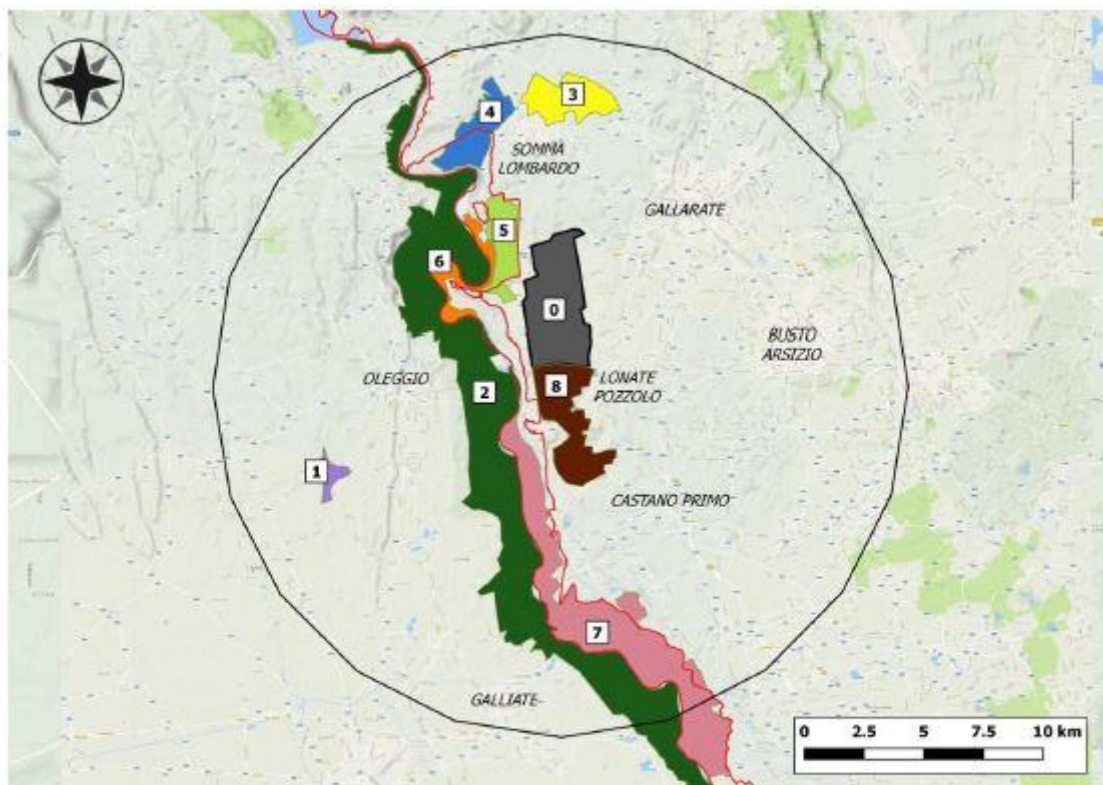 3
4
SOMMA
LOMBARDO
GALLARATE
5
6
0
BUSTO
ARSIZIO
OLEGGIO
2
8
LONATE
POZZOLO
1
CASTANO PRIMO
7
GALLIATE
0 2.5 5 7.5 10 km